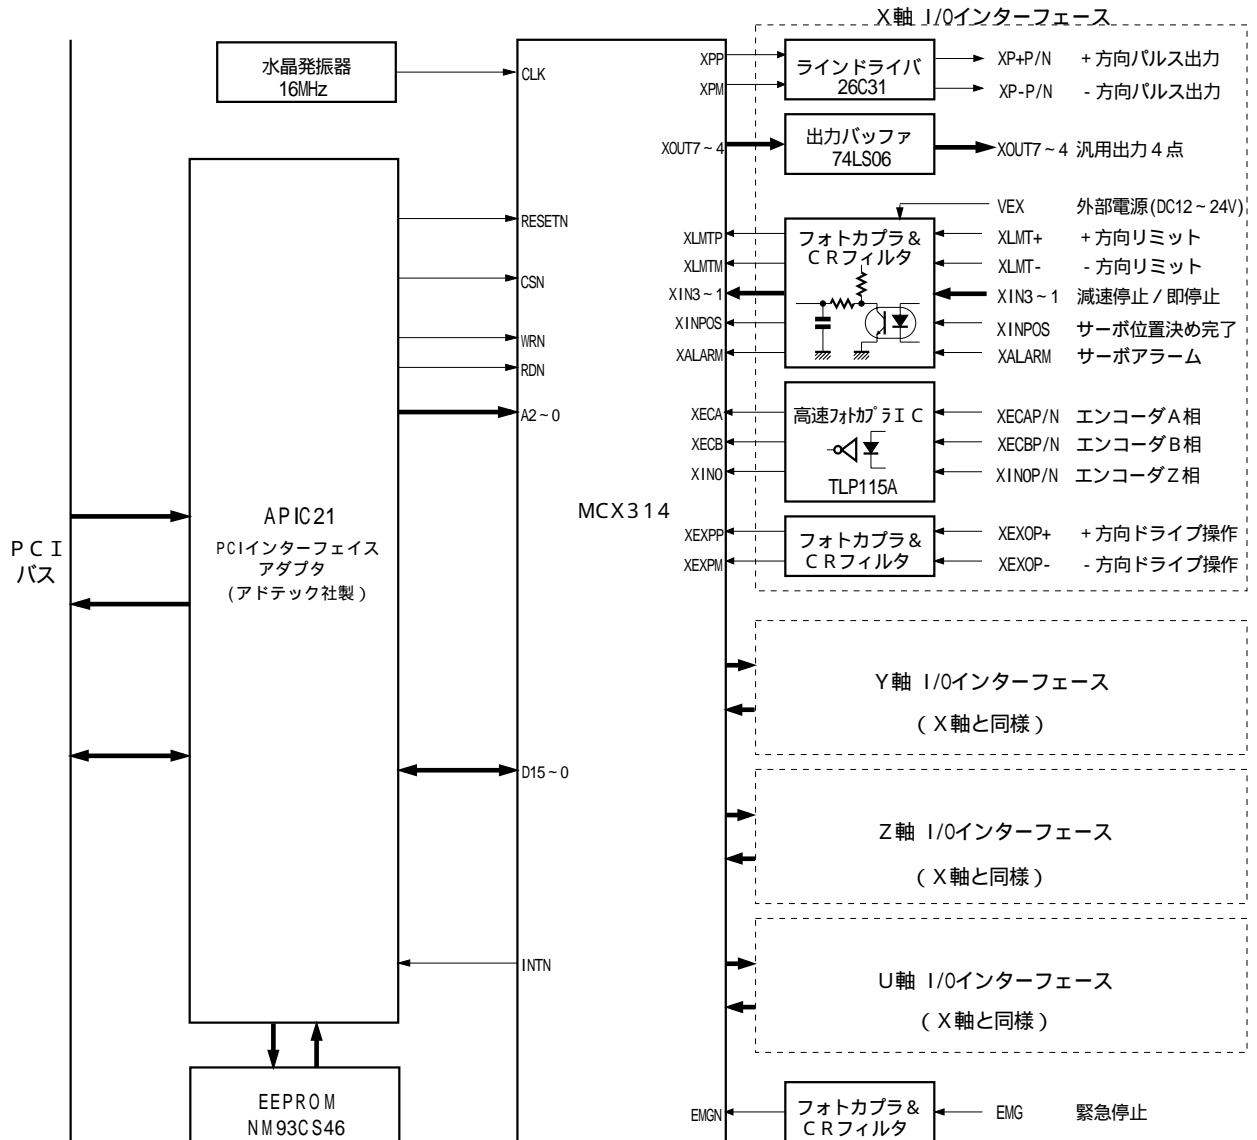 X軸 I/Oインターフェース
水晶発振器
16MHz
CLK
XPP
XPM
ラインドライバ
26C31
XP+P/N +方向パルス出力
XP-P/N -方向パルス出力
XOUT7~4
出力バッファ
74LS06
XOUT7~4 汎用出力4点
VEX 外部電源(DC12~24V)
RESETN
XLMTP
XLMTM
XIN3~1
XINPOS
XALARM
フォトカプラ&
CRフィルタ
XLMT+ +方向リミット
XLMT- -方向リミット
XIN3~1 減速停止/即停止
XINPOS サーボ位置決め完了
XALARM サーボアラーム
CSN
WRN
RDN
A2~0
XECA
XECB
XIN0
高速フォトカプラIC
TLP115A
XECAP/N エンコーダA相
XECBP/N エンコーダB相
XIN0P/N エンコーダZ相
MCX314
APIC21
PCIインターフェイス
アダプタ
(アドテック社製)
PCI
バス
XEXPP
XEXPM
フォトカプラ&
CRフィルタ
XEXOP+ +方向ドライブ操作
XEXOP- -方向ドライブ操作
Y軸 I/Oインターフェース
(X軸と同様)
D15~0
Z軸 I/Oインターフェース
(X軸と同様)
INTN
U軸 I/Oインターフェース
(X軸と同様)
EEPROM
NM93CS46
EMGN
フォトカプラ&
CRフィルタ
EMG 緊急停止